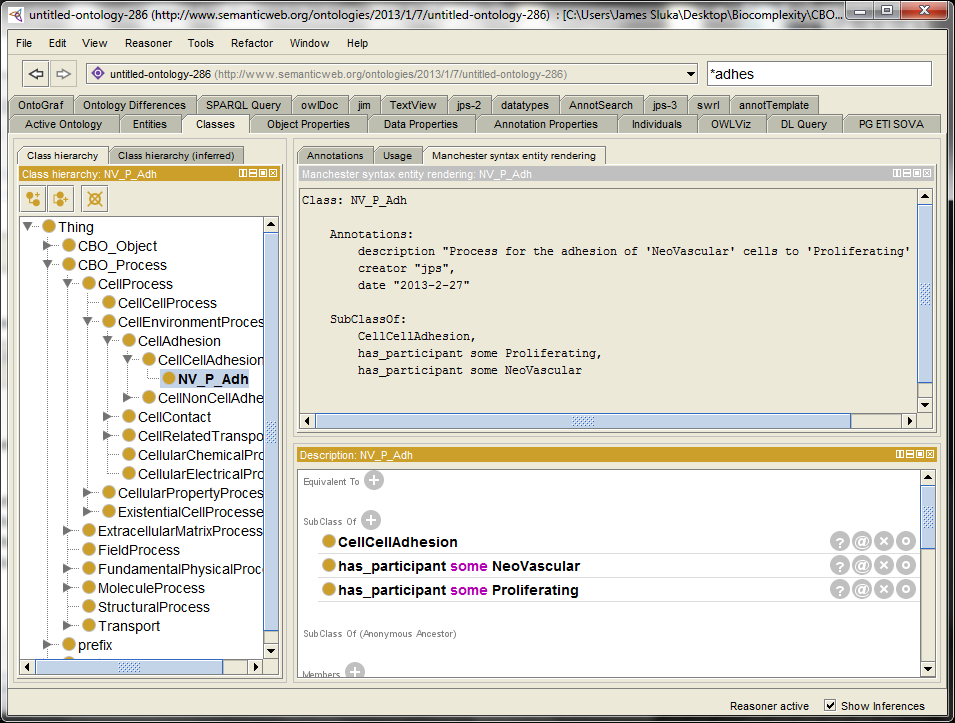 untitled-ontology-286 (http://www.semanticweb.org/ontologies/2013/1/7/untitled-ontology-286) : [C:\Users\James Sluka\Desktop\Biocomplexity\CBO...
File Edit View Reasoner Tools Refactor Window Help
untitled-ontology-286 (http://www.semanticweb.org/ontologies/2013/1/7/untitled-ontology-286)
*adhes
OntoGraf Ontology Differences SPARQL Query owlDoc jim TextView jps-2 datatypes AnnotSearch jps-3 swrl annotTemplate
Active Ontology Entities Classes Object Properties Data Properties Annotation Properties Individuals OWLViz DL Query PG ETI SOVA
Class hierarchy Class hierarchy (inferred)
Class hierarchy: NV_P_Adh
Thing
CBO_Object
CBO_Process
CellProcess
CellCellProcess
CellEnvironmentProces
CellAdhesion
CellCellAdhesion
NV_P_Adh
CellNonCellAdhe
CellContact
CellRelatedTranspo
CellularChemicalPro
CellularElectricalPro
CellularPropertyProces
ExistentialCellProcesse
ExtracellularMatrixProcess
FieldProcess
FundamentalPhysicalProc
MoleculeProcess
StructuralProcess
Transport
prefix
Annotations Usage Manchester syntax entity rendering
Manchester syntax entity rendering: NV_P_Adh
Class: NV_P_Adh
Annotations:
description "Process for the adhesion of 'NeoVascular' cells to 'Proliferating'
creator "jps",
date "2013-2-27"
SubClassOf:
CellCellAdhesion,
has_participant some Proliferating,
has_participant some NeoVascular
Description: NV_P_Adh
Equivalent To
SubClass Of
CellCellAdhesion
has_participant some NeoVascular
has_participant some Proliferating
SubClass Of (Anonymous Ancestor)
Members
Reasoner active Show Inferences